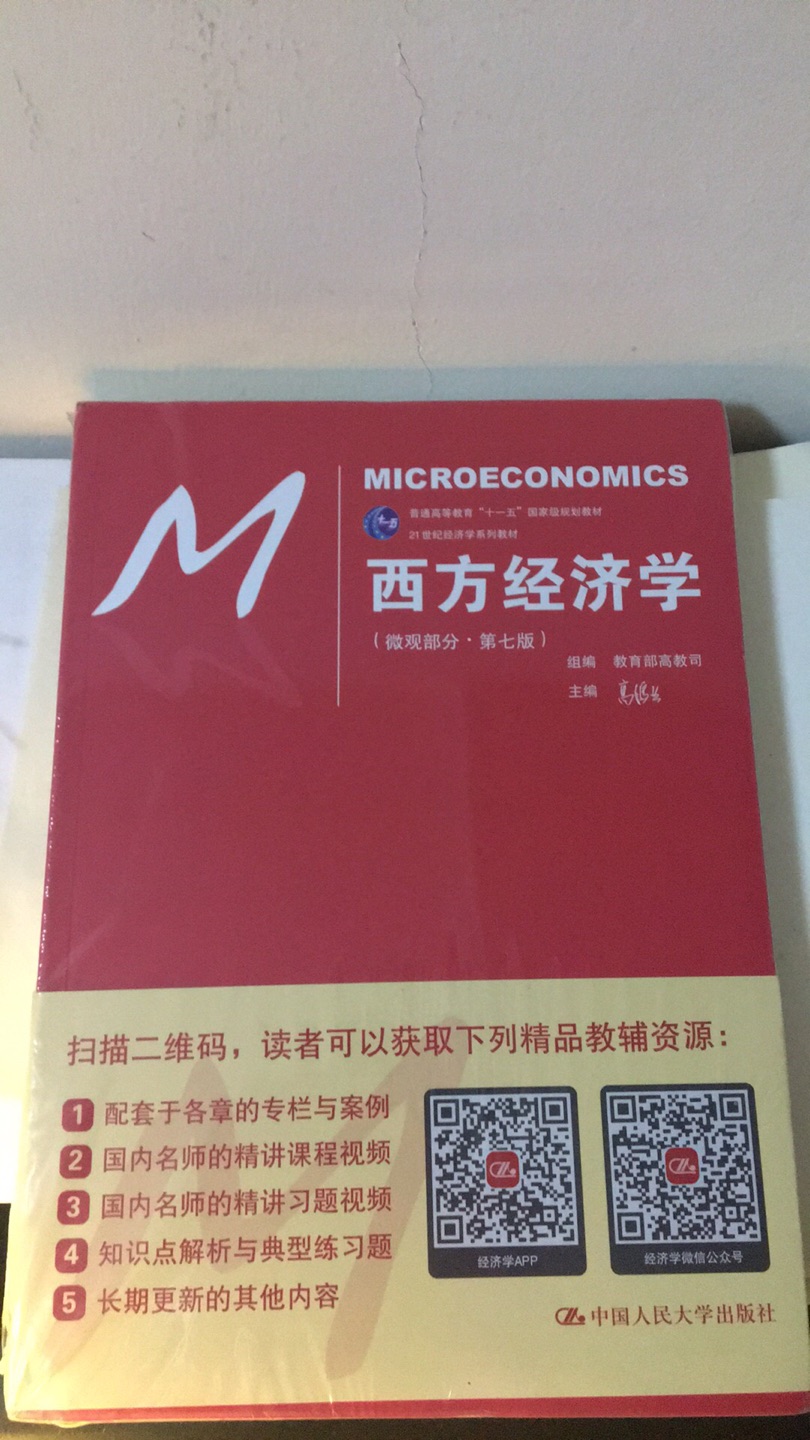 M
MICROECONOMICS
十一五
普通高等教育“十一五”国家级规划教材
21世纪经济学系列教材
西方经济学
(微观部分·第七版)
组编 教育部高教司
主编 高鸿业
扫描二维码，读者可以获取下列精品教辅资源：
1 配套于各章的专栏与案例
2 国内名师的精讲课程视频
3 国内名师的精讲习题视频
4 知识点解析与典型练习题
5 长期更新的其他内容
经济学APP
经济学微信公众号
中国人民大学出版社